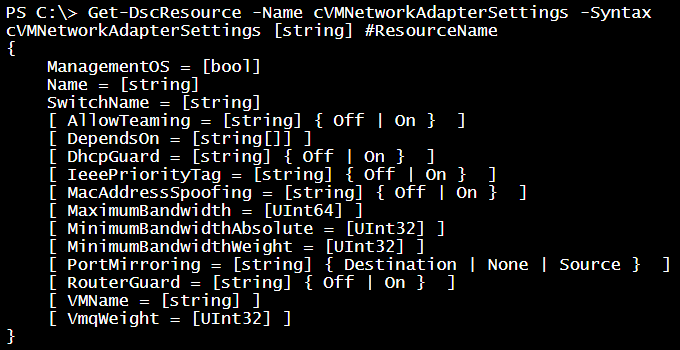 PS C:\> Get-DscResource -Name cVMNetworkAdapterSettings -Syntax
cVMNetworkAdapterSettings [string] #ResourceName
{
    ManagementOS = [bool]
    Name = [string]
    SwitchName = [string]
    [ AllowTeaming = [string] { Off | On }  ]
    [ DependsOn = [string[]] ]
    [ DhcpGuard = [string] { Off | On }  ]
    [ IeeePriorityTag = [string] { Off | On }  ]
    [ MacAddressSpoofing = [string] { Off | On }  ]
    [ MaximumBandwidth = [UInt64] ]
    [ MinimumBandwidthAbsolute = [UInt32] ]
    [ MinimumBandwidthWeight = [UInt32] ]
    [ PortMirroring = [string] { Destination | None | Source }  ]
    [ RouterGuard = [string] { Off | On }  ]
    [ VMName = [string] ]
    [ VmqWeight = [UInt32] ]
}